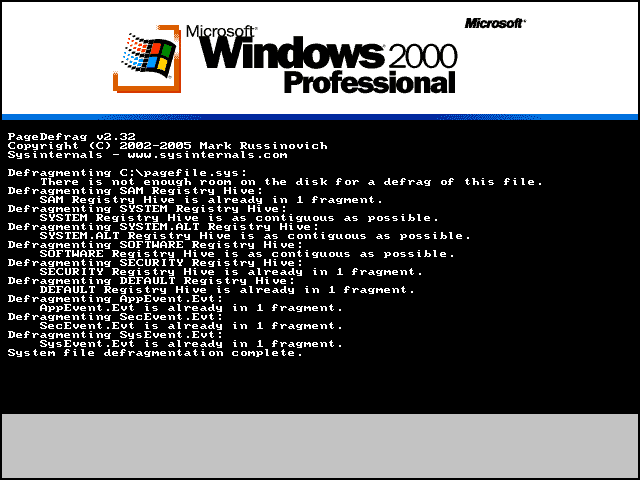 Microsoft
Microsoft
Windows 2000
Professional
PageDefrag v2.32
Copyright (C) 2002-2005 Mark Russinovich
Sysinternals - www.sysinternals.com
Defragmenting C:\pagefile.sys:
There is not enough room on the disk for a defrag of this file.
Defragmenting SAM Registry Hive:
SAM Registry Hive is already in 1 fragment.
Defragmenting SYSTEM Registry Hive:
SYSTEM Registry Hive is as contiguous as possible.
Defragmenting SYSTEM.ALT Registry Hive:
SYSTEM.ALT Registry Hive is as contiguous as possible.
Defragmenting SOFTWARE Registry Hive:
SOFTWARE Registry Hive is as contiguous as possible.
Defragmenting SECURITY Registry Hive:
SECURITY Registry Hive is already in 1 fragment.
Defragmenting DEFAULT Registry Hive:
DEFAULT Registry Hive is already in 1 fragment.
Defragmenting AppEvent.Evt:
AppEvent.Evt is already in 1 fragment.
Defragmenting SecEvent.Evt:
SecEvent.Evt is already in 1 fragment.
Defragmenting SysEvent.Evt:
SysEvent.Evt is already in 1 fragment.
System file defragmentation complete.